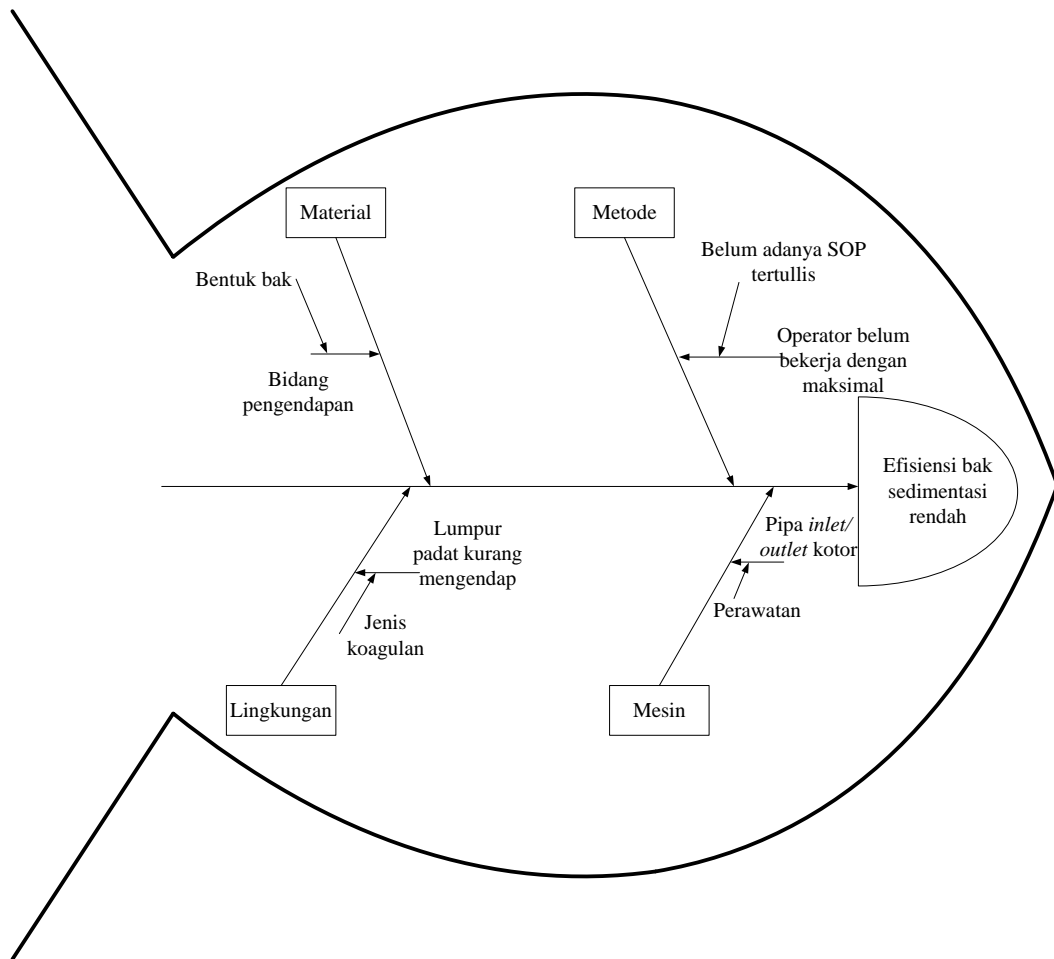 Material
Metode
Belum adanya SOP
tertullis
Bentuk bak
Operator belum
bekerja dengan
maksimal
Bidang
pengendapan
Efisiensi bak
sedimentasi
rendah
Lumpur
padat kurang
mengendap
Pipa inlet/
outlet kotor
Jenis
koagulan
Perawatan
Lingkungan
Mesin